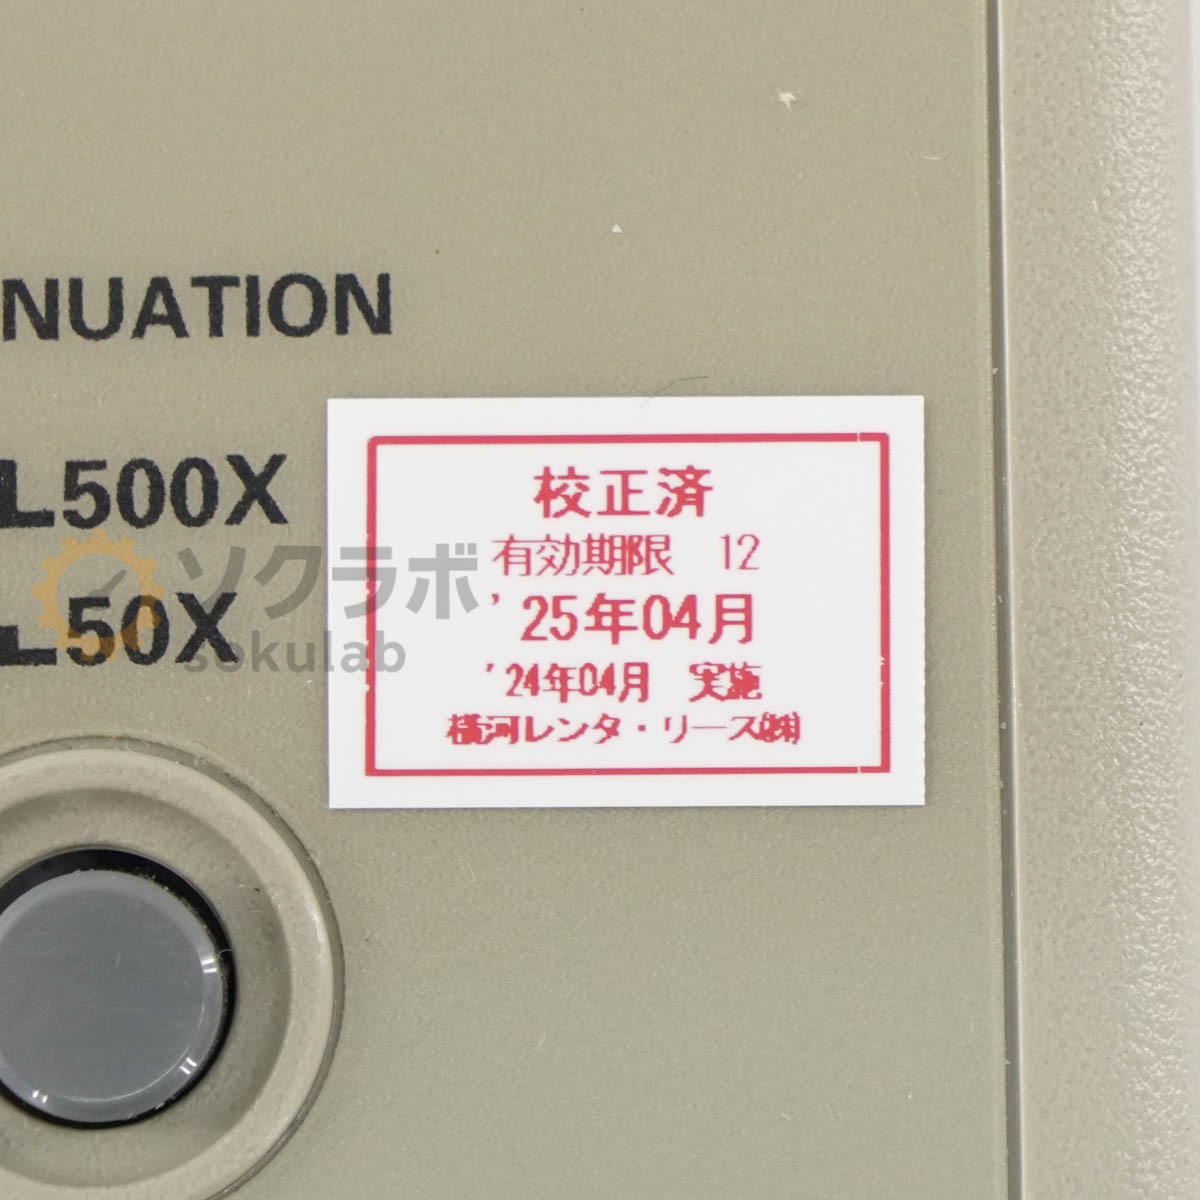 NUATION
L500X
L50X
ソクラボ
sokulab
校正済
有効期限 12
'25年04月
'24年04月 実施
横河レンタ・リース㈱